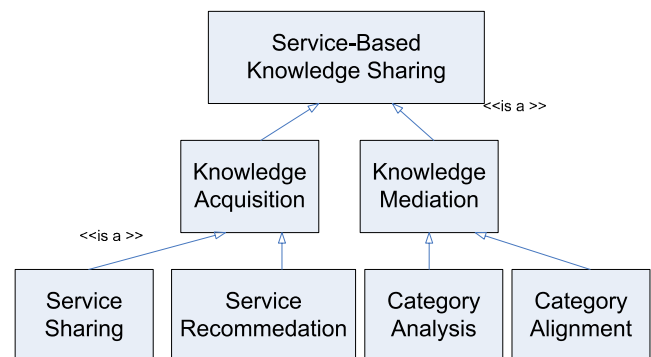 Service-Based
Knowledge Sharing
<<is a >>
Knowledge
Acquisition
Knowledge
Mediation
<<is a >>
Service
Sharing
Service
Recommedation
Category
Analysis
Category
Alignment